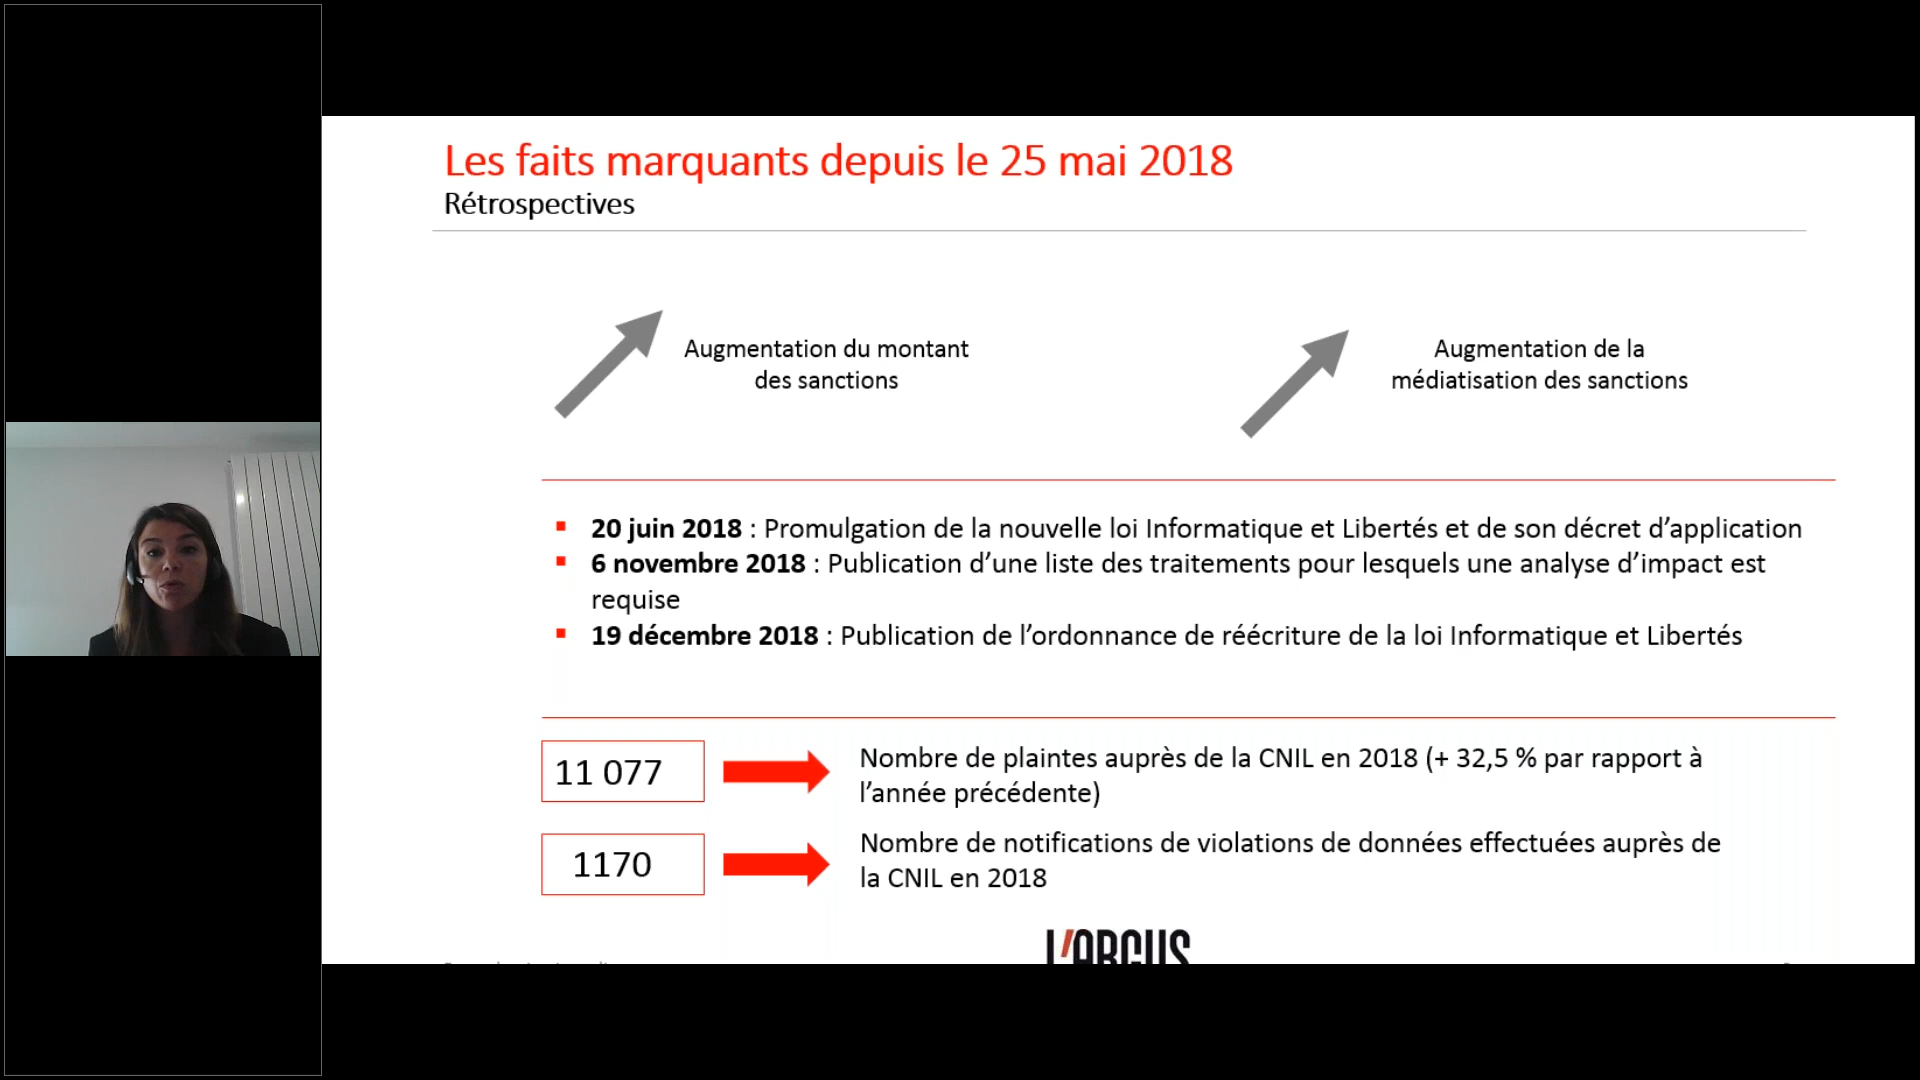 Les faits marquants depuis le 25 mai 2018
Rétrospectives
Augmentation du montant
des sanctions
Augmentation de la
médiatisation des sanctions
20 juin 2018 : Promulgation de la nouvelle loi Informatique et Libertés et de son décret d’application
6 novembre 2018 : Publication d’une liste des traitements pour lesquels une analyse d’impact est
requise
19 décembre 2018 : Publication de l’ordonnance de réécriture de la loi Informatique et Libertés
11 077
Nombre de plaintes auprès de la CNIL en 2018 (+ 32,5 % par rapport à
l’année précédente)
1170
Nombre de notifications de violations de données effectuées auprès de
la CNIL en 2018
L'ARGUS